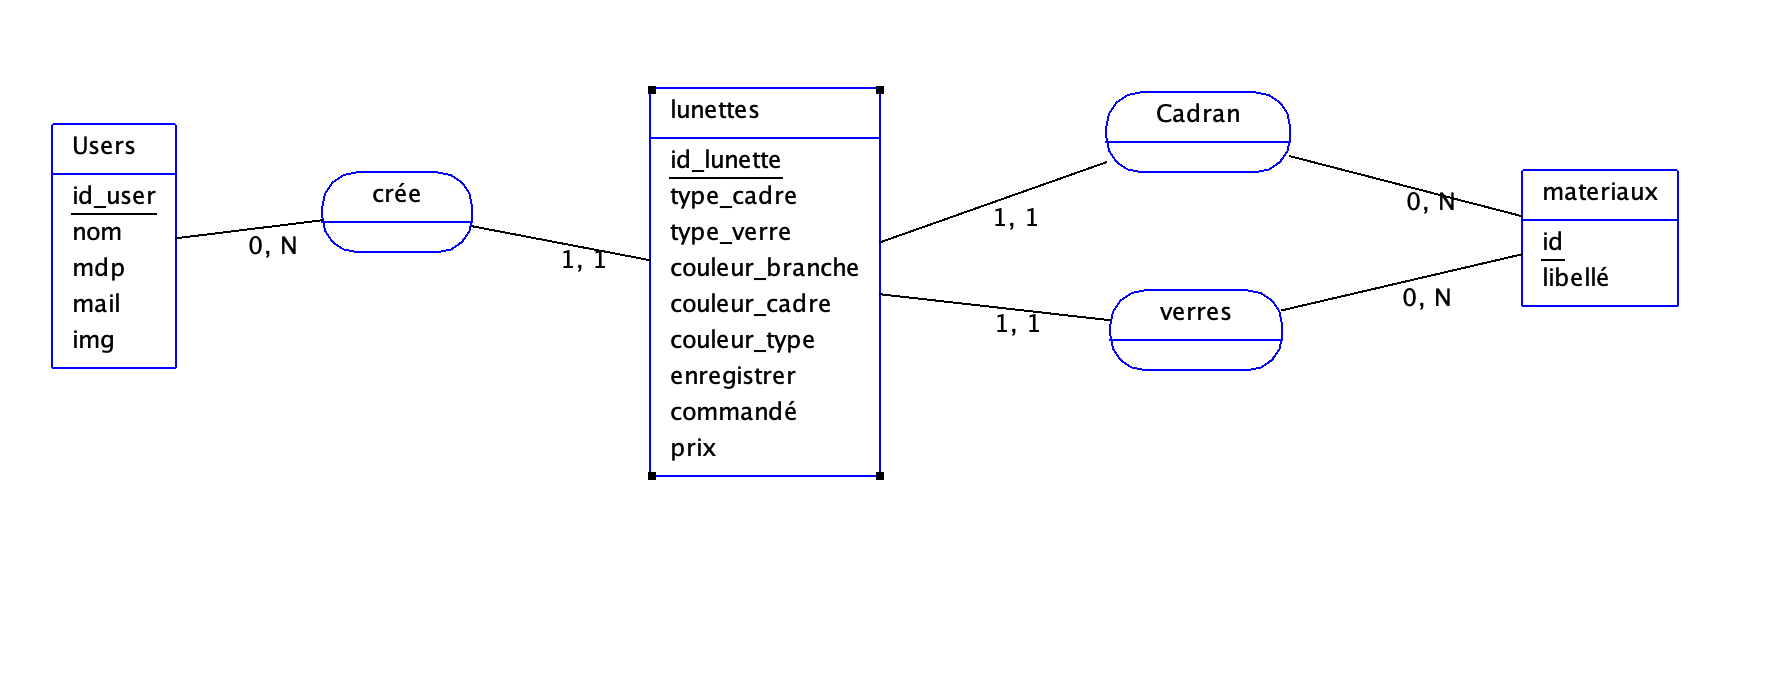 Users
id_user
nom
mdp
mail
img
crée
0, N
1, 1
lunettes
id_lunette
type_cadre
type_verre
couleur_branche
couleur_cadre
couleur_type
enregistrer
commandé
prix
Cadran
1, 1
0, N
verres
1, 1
0, N
materiaux
id
libellé